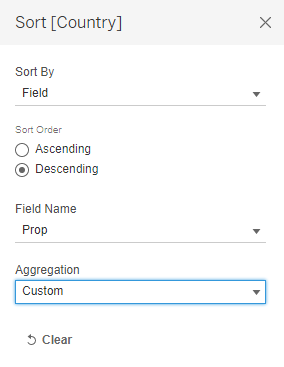 Sort [Country]
Sort By
Field
Sort Order
Ascending
Descending
Field Name
Prop
Aggregation
Custom
Clear